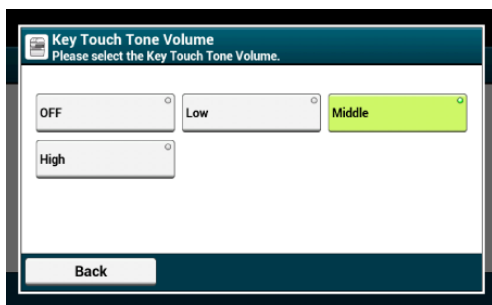 Key Touch Tone Volume
Please select the Key Touch Tone Volume.
OFF
Low
Middle
High
Back